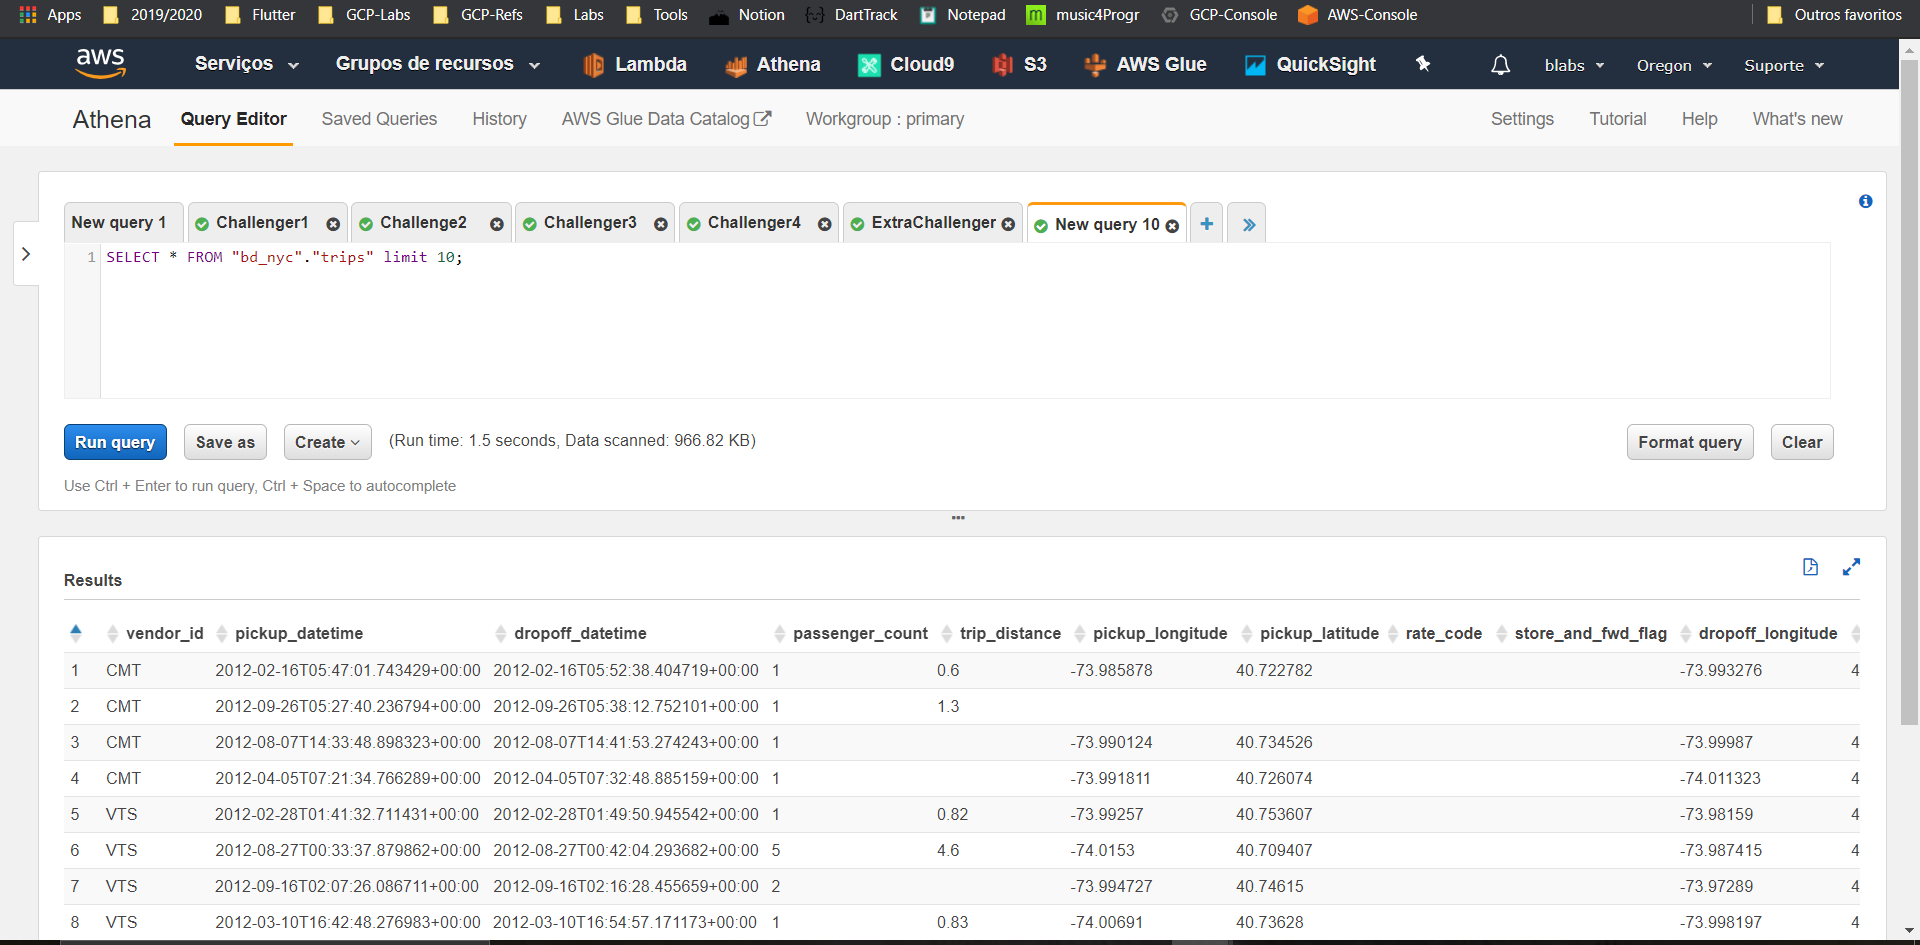 Apps 2019/2020 Flutter GCP-Labs GCP-Refs Labs Tools Notion DartTrack Notepad music4Progr GCP-Console AWS-Console Outros favoritos
aws Serviços Grupos de recursos Lambda Athena Cloud9 S3 AWS Glue QuickSight blabs Oregon Suporte
Athena Query Editor Saved Queries History AWS Glue Data Catalog Workgroup : primary Settings Tutorial Help What's new
New query 1 Challenger1 Challenge2 Challenger3 Challenger4 ExtraChallenger New query 10 + »
1 SELECT * FROM "bd_nyc"."trips" limit 10;
Run query Save as Create (Run time: 1.5 seconds, Data scanned: 966.82 KB) Format query Clear
Use Ctrl + Enter to run query, Ctrl + Space to autocomplete
Results
vendor_id pickup_datetime dropoff_datetime passenger_count trip_distance pickup_longitude pickup_latitude rate_code store_and_fwd_flag dropoff_longitude
1 CMT 2012-02-16T05:47:01.743429+00:00 2012-02-16T05:52:38.404719+00:00 1 0.6 -73.985878 40.722782 -73.993276 4
2 CMT 2012-09-26T05:27:40.236794+00:00 2012-09-26T05:38:12.752101+00:00 1 1.3
3 CMT 2012-08-07T14:33:48.898323+00:00 2012-08-07T14:41:53.274243+00:00 1 -73.990124 40.734526 -73.99987 4
4 CMT 2012-04-05T07:21:34.766289+00:00 2012-04-05T07:32:48.885159+00:00 1 -73.991811 40.726074 -74.011323 4
5 VTS 2012-02-28T01:41:32.711431+00:00 2012-02-28T01:49:50.945542+00:00 1 0.82 -73.99257 40.753607 -73.98159 4
6 VTS 2012-08-27T00:33:37.879862+00:00 2012-08-27T00:42:04.293682+00:00 5 4.6 -74.0153 40.709407 -73.987415 4
7 VTS 2012-09-16T02:07:26.086711+00:00 2012-09-16T02:16:28.455659+00:00 2 -73.994727 40.74615 -73.97289 4
8 VTS 2012-03-10T16:42:48.276983+00:00 2012-03-10T16:54:57.171173+00:00 1 0.83 -74.00691 40.73628 -73.998197 4